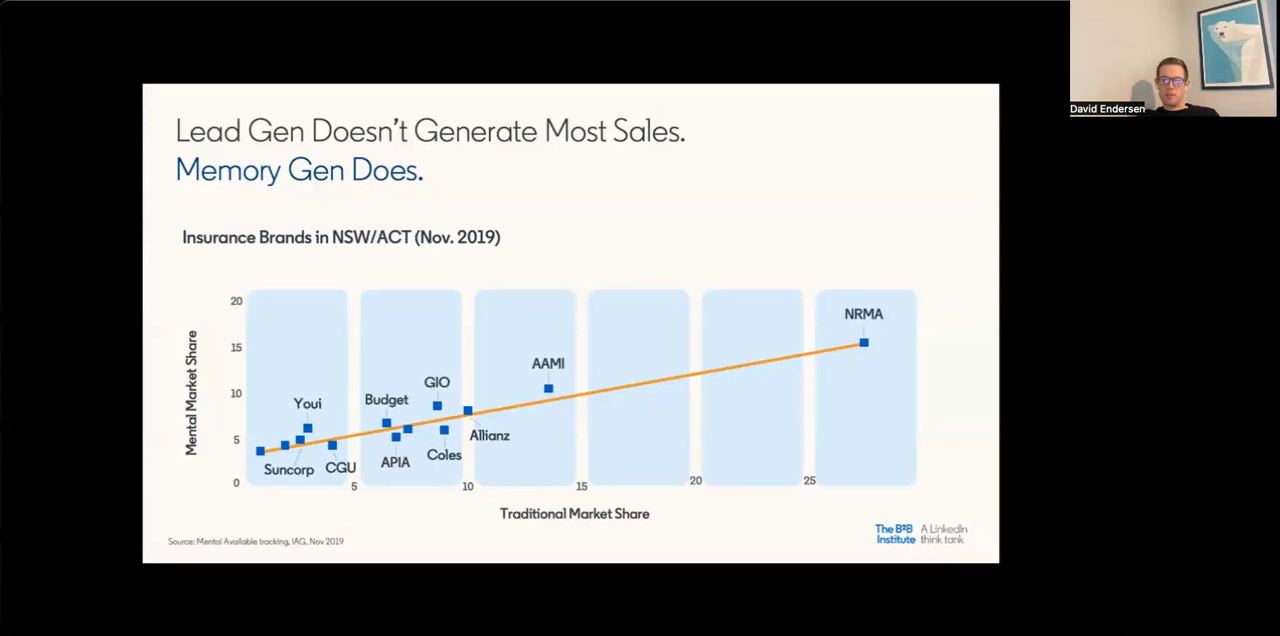 David Endersen
Lead Gen Doesn't Generate Most Sales.
Memory Gen Does.
Insurance Brands in NSW/ACT (Nov. 2019)
Mental Market Share
20
15
10
5
0
NRMA
AAMI
GIO
Budget
Youi
Allianz
Coles
APIA
CGU
Suncorp
5
10
15
20
25
Traditional Market Share
Source: Mental Available tracking, IAG, Nov 2019
The B2B
Institute
A LinkedIn
think tank